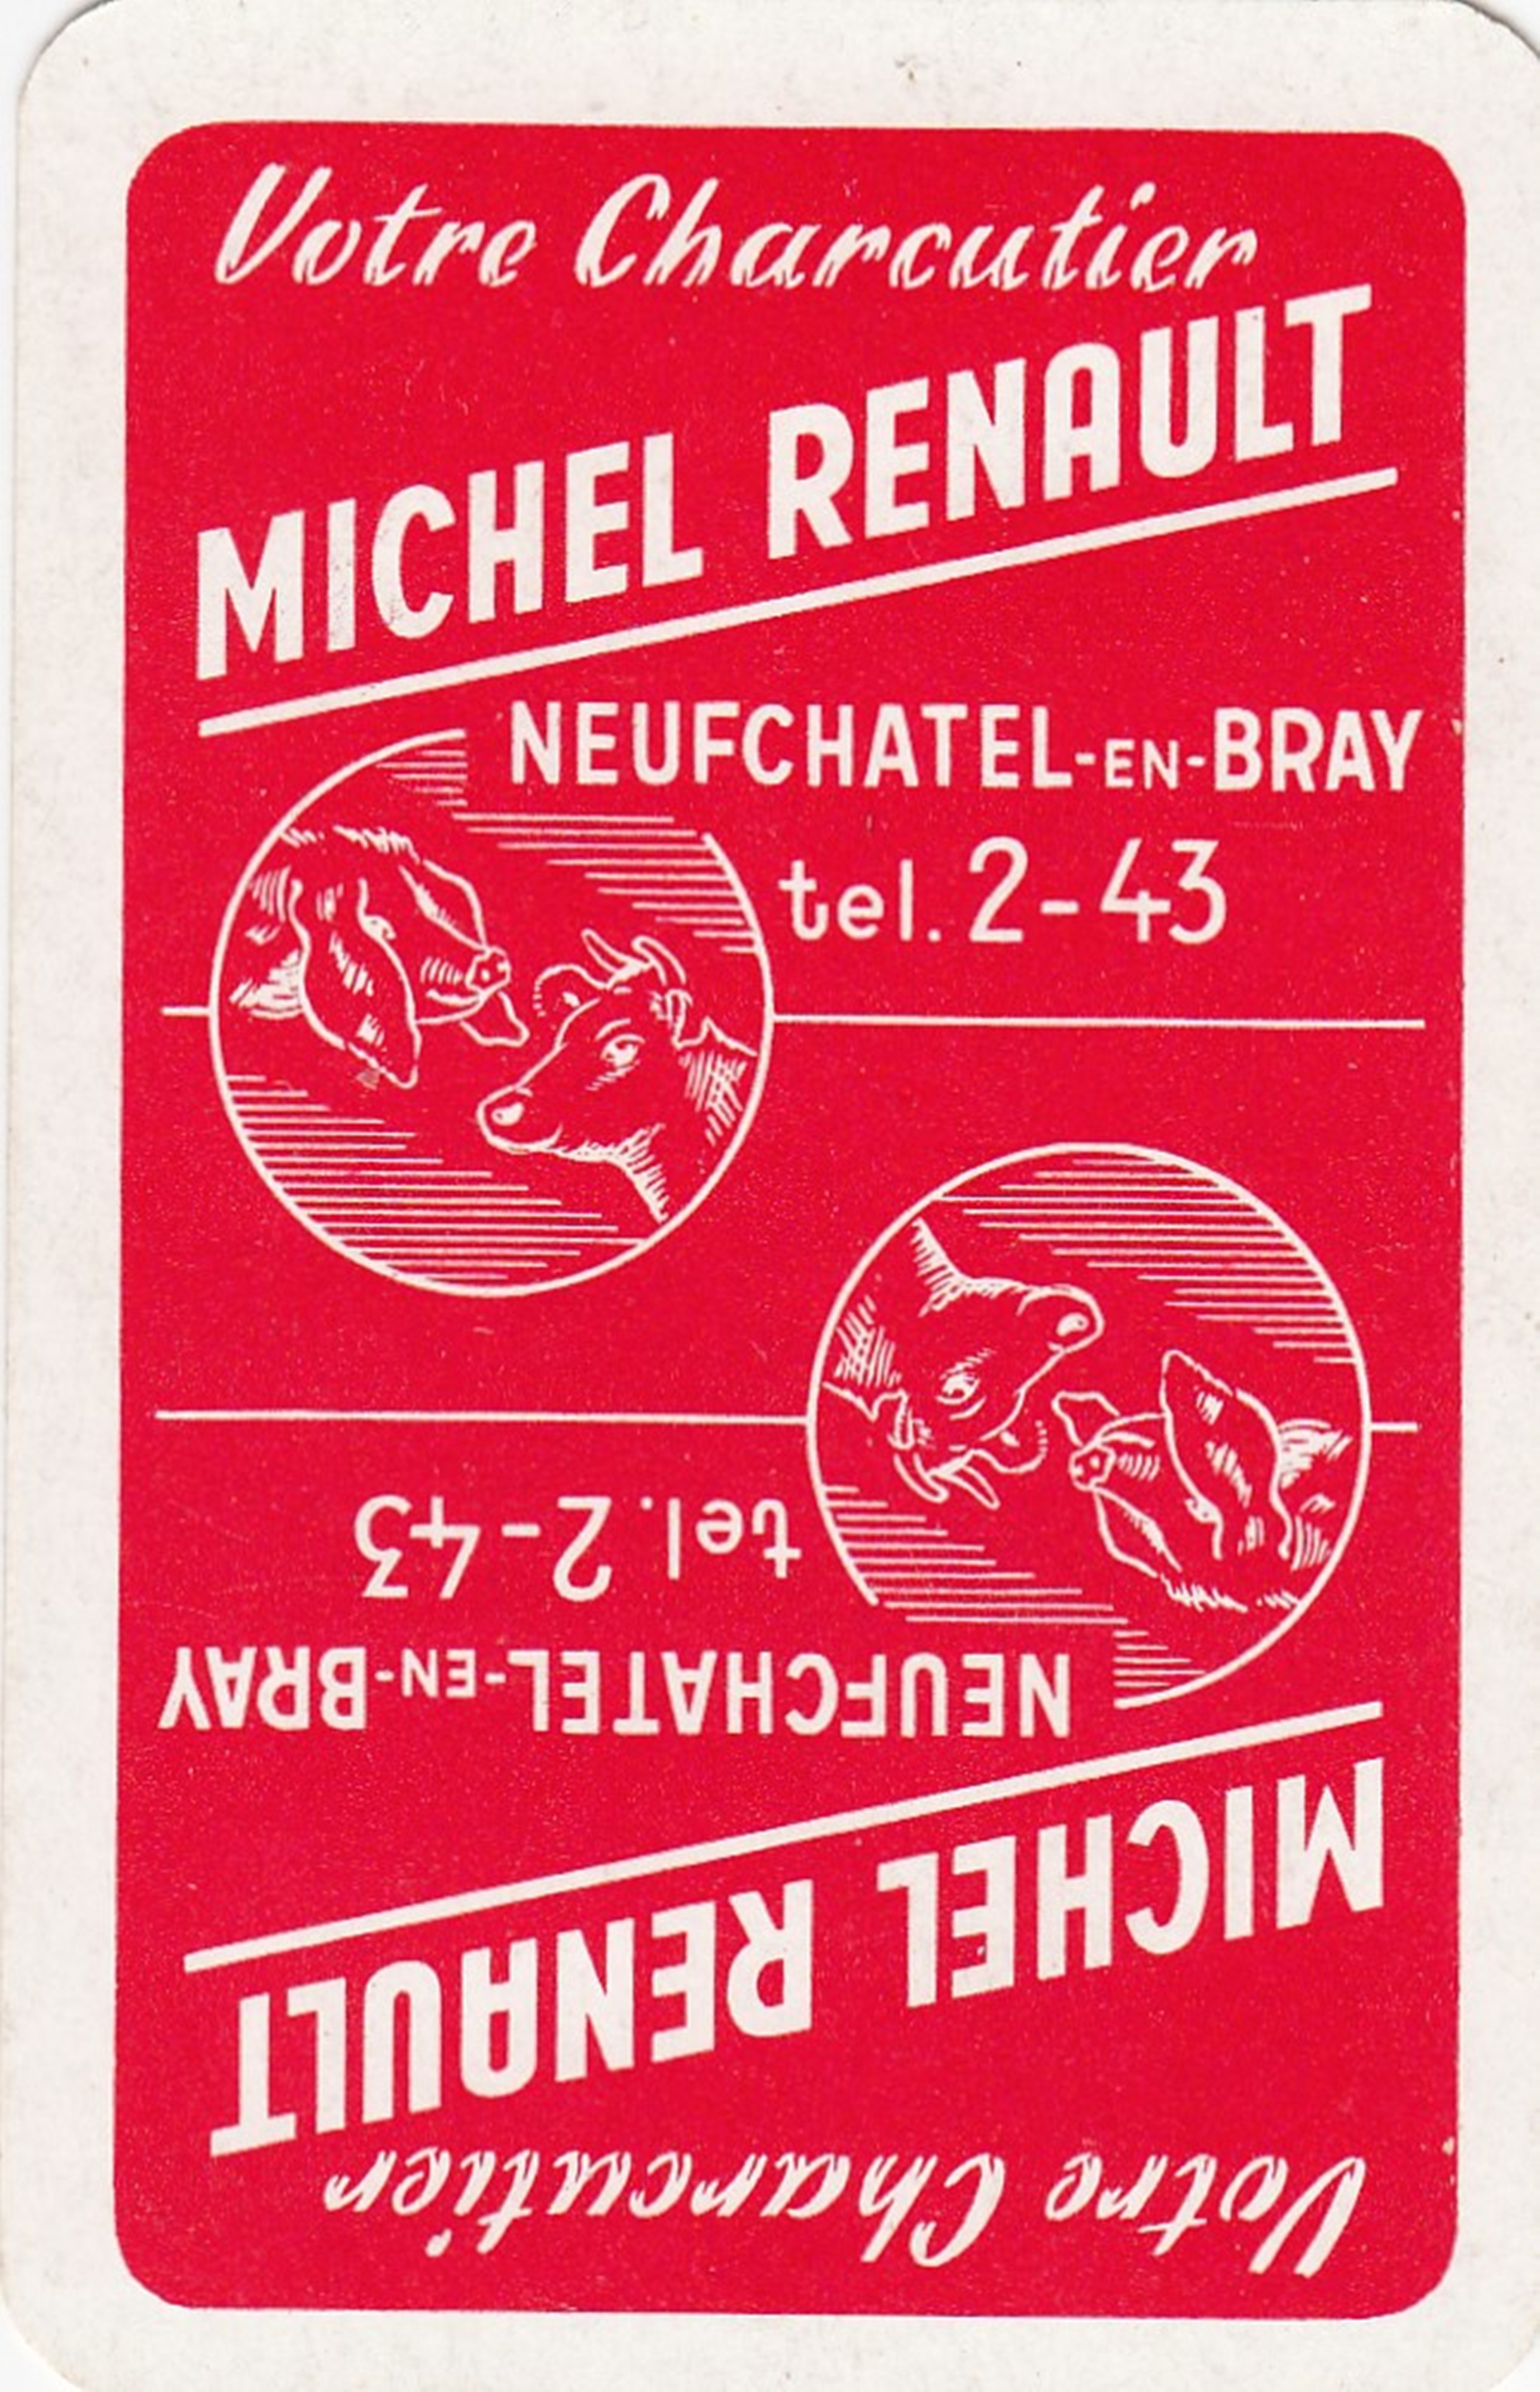 Votre Charcutier
MICHEL RENAULT
NEUFCHATEL-EN-BRAY
tel. 2-43
tel. 2-43
NEUFCHATEL-EN-BRAY
MICHEL RENAULT
Votre Charcutier